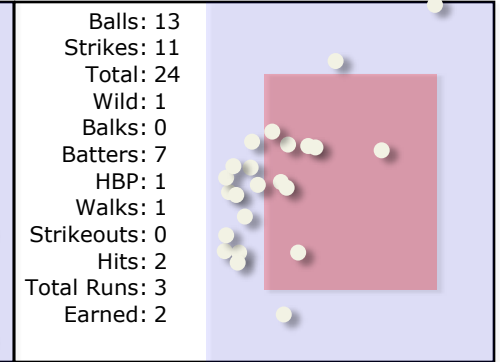 Balls: 13
Strikes: 11
Total: 24
Wild: 1
Balks: 0
Batters: 7
HBP: 1
Walks: 1
Strikeouts: 0
Hits: 2
Total Runs: 3
Earned: 2